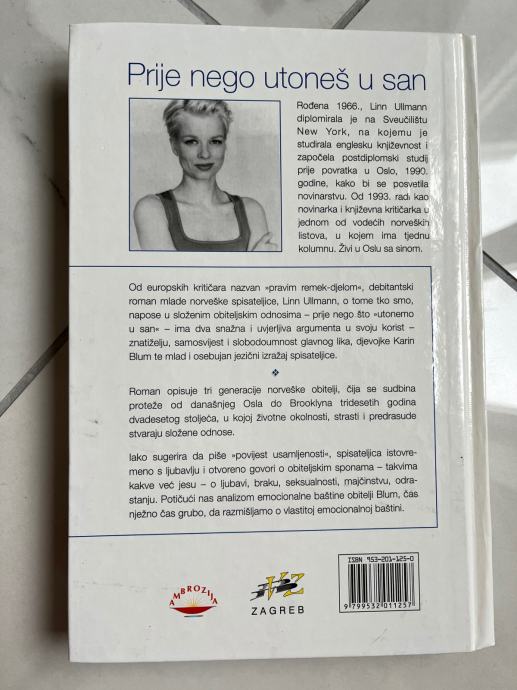 Prije nego utoneš u san
Rođena 1966., Linn Ullmann
diplomirala je na Sveučilištu
New York, na kojemu je
studirala englesku književnost i
započela postdiplomski studij
prije povratka u Oslo, 1990.
godine, kako bi se posvetila
novinarstvu. Od 1993. radi kao
novinarka i književna kritičarka u
jednom od vodećih norveških
listova, u kojem ima tjednu
kolumnu. Živi u Oslu sa sinom.
Od europskih kritičara nazvan »pravim remek-djelom«, debitantski
roman mlade norveške spisateljice, Linn Ullmann, o tome tko smo,
napose u složenim obiteljskim odnosima – prije nego što »utonemo
u san« – ima dva snažna i uvjerljiva argumenta u svoju korist –
znatiželju, samosvijest i slobodoumnost glavnog lika, djevojke Karin
Blum te mlad i osebujan jezični izražaj spisateljice.
Roman opisuje tri generacije norveške obitelji, čija se sudbina
proteže od današnjeg Osla do Brooklyna tridesetih godina
dvadesetog stoljeća, u kojoj životne okolnosti, strasti i predrasude
stvaraju složene odnose.
Iako sugerira da piše »povijest usamljenosti«, spisateljica istovre-
meno s ljubavlju i otvoreno govori o obiteljskim sponama – takvima
kakve već jesu – o ljubavi, braku, seksualnosti, majčinstvu, odra-
stanju. Potičući nas analizom emocionalne baštine obitelji Blum, čas
nježno čas grubo, da razmišljamo o vlastitoj emocionalnoj baštini.
AMBROZIJA
VZ
ZAGREB
ISBN 953-201-125-0
9 799532 011257